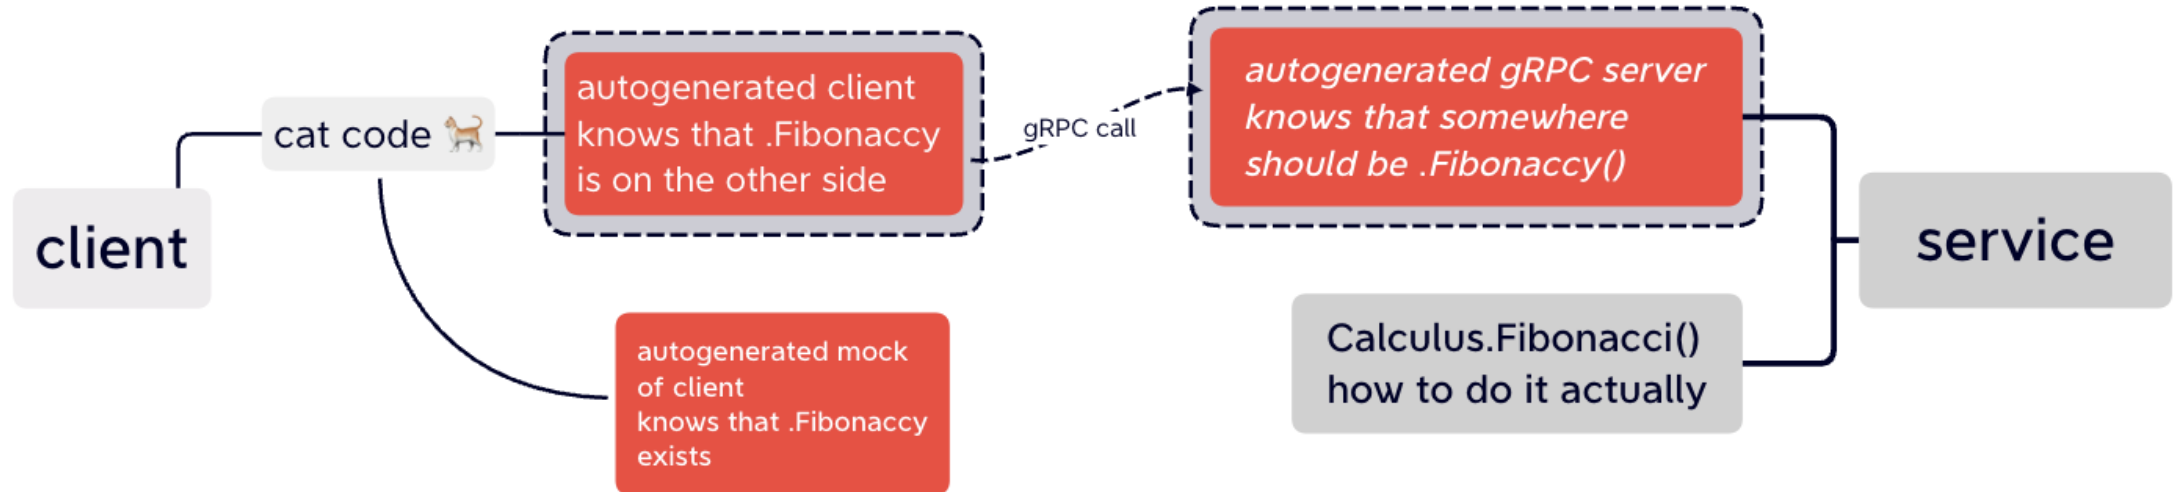 client
cat code 🐈
autogenerated client
knows that .Fibonaccy
is on the other side
autogenerated mock
of client
knows that .Fibonaccy
exists
gRPC call
autogenerated gRPC server
knows that somewhere
should be .Fibonaccy()
Calculus.Fibonacci()
how to do it actually
service